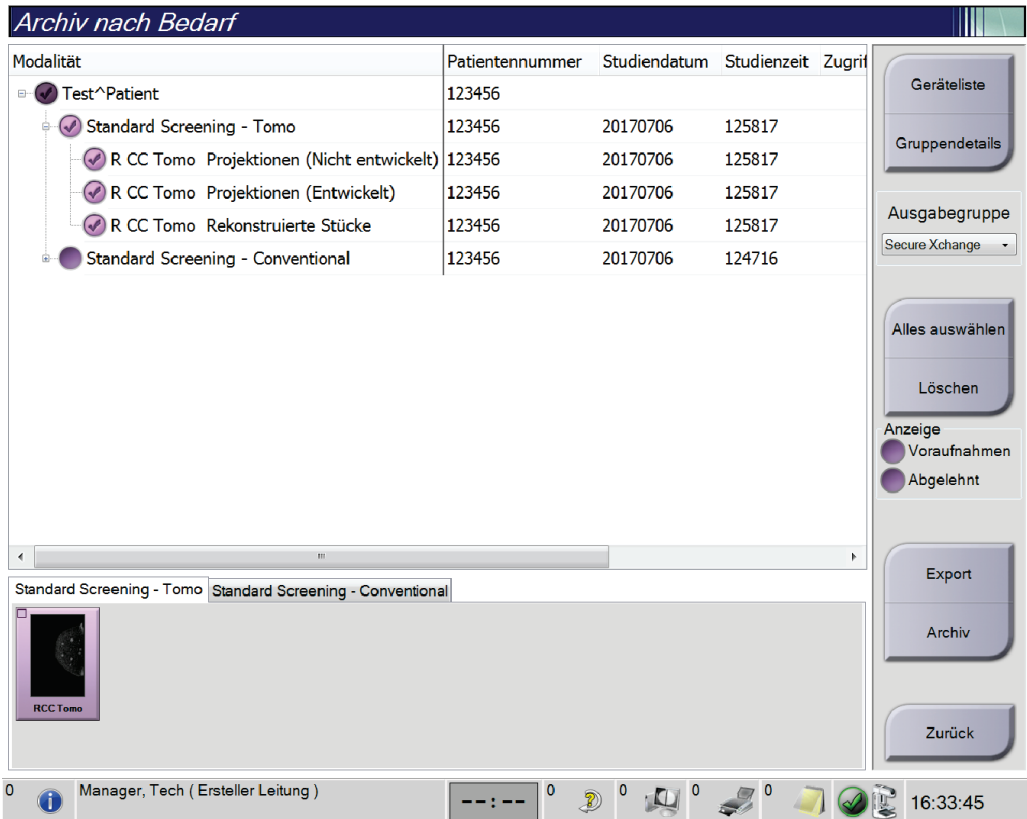 Archiv nach Bedarf
Modalität Patientennummer Studiendatum Studienzeit Zugrif
Test^Patient 123456
Standard Screening - Tomo 123456 20170706 125817
R CC Tomo Projektionen (Nicht entwickelt) 123456 20170706 125817
R CC Tomo Projektionen (Entwickelt) 123456 20170706 125817
R CC Tomo Rekonstruierte Stücke 123456 20170706 125817
Standard Screening - Conventional 123456 20170706 124716
Geräteliste
Gruppendetails
Ausgabegruppe
Secure Xchange
Alles auswählen
Löschen
Anzeige
Voraufnahmen
Abgelehnt
Export
Archiv
Zurück
Standard Screening - Tomo Standard Screening - Conventional
RCC Tomo
0 Manager, Tech ( Ersteller Leitung ) --:-- 0 0 0 0 16:33:45